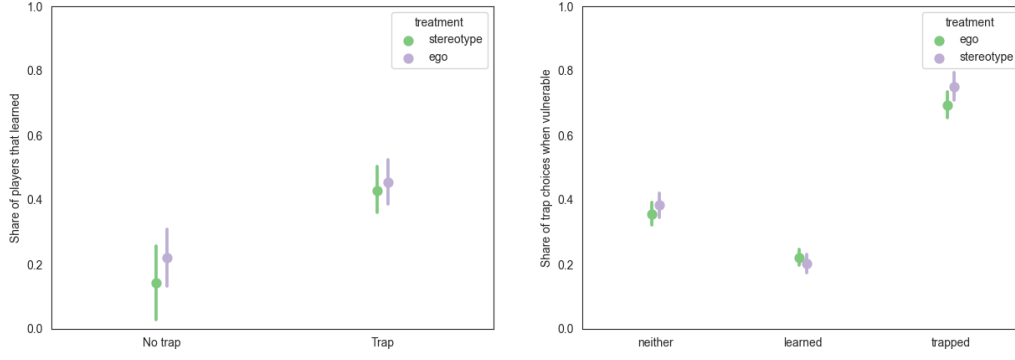 Share of players that learned
1.0
0.8
0.6
0.4
0.2
0.0
No trap
Trap
treatment
stereotype
ego
Share of trap choices when vulnerable
1.0
0.8
0.6
0.4
0.2
0.0
neither
learned
trapped
treatment
ego
stereotype